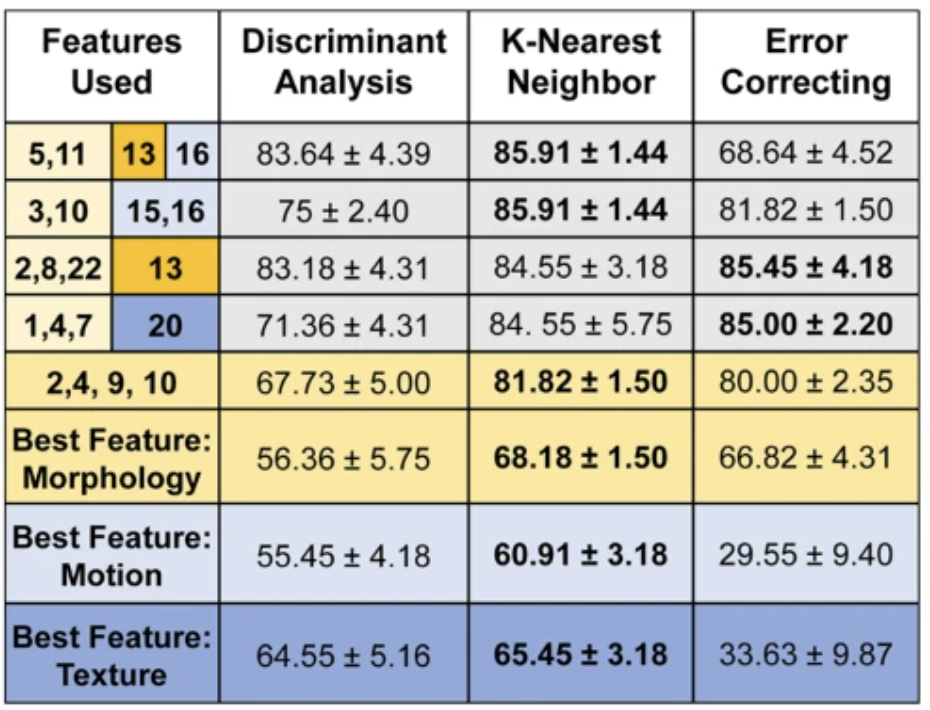 Features Used Discriminant Analysis K-Nearest Neighbor Error Correcting
5,11 13 16 83.64 ± 4.39 85.91 ± 1.44 68.64 ± 4.52
3,10 15,16 75 ± 2.40 85.91 ± 1.44 81.82 ± 1.50
2,8,22 13 83.18 ± 4.31 84.55 ± 3.18 85.45 ± 4.18
1,4,7 20 71.36 ± 4.31 84. 55 ± 5.75 85.00 ± 2.20
2,4, 9, 10 67.73 ± 5.00 81.82 ± 1.50 80.00 ± 2.35
Best Feature: Morphology 56.36 ± 5.75 68.18 ± 1.50 66.82 ± 4.31
Best Feature: Motion 55.45 ± 4.18 60.91 ± 3.18 29.55 ± 9.40
Best Feature: Texture 64.55 ± 5.16 65.45 ± 3.18 33.63 ± 9.87